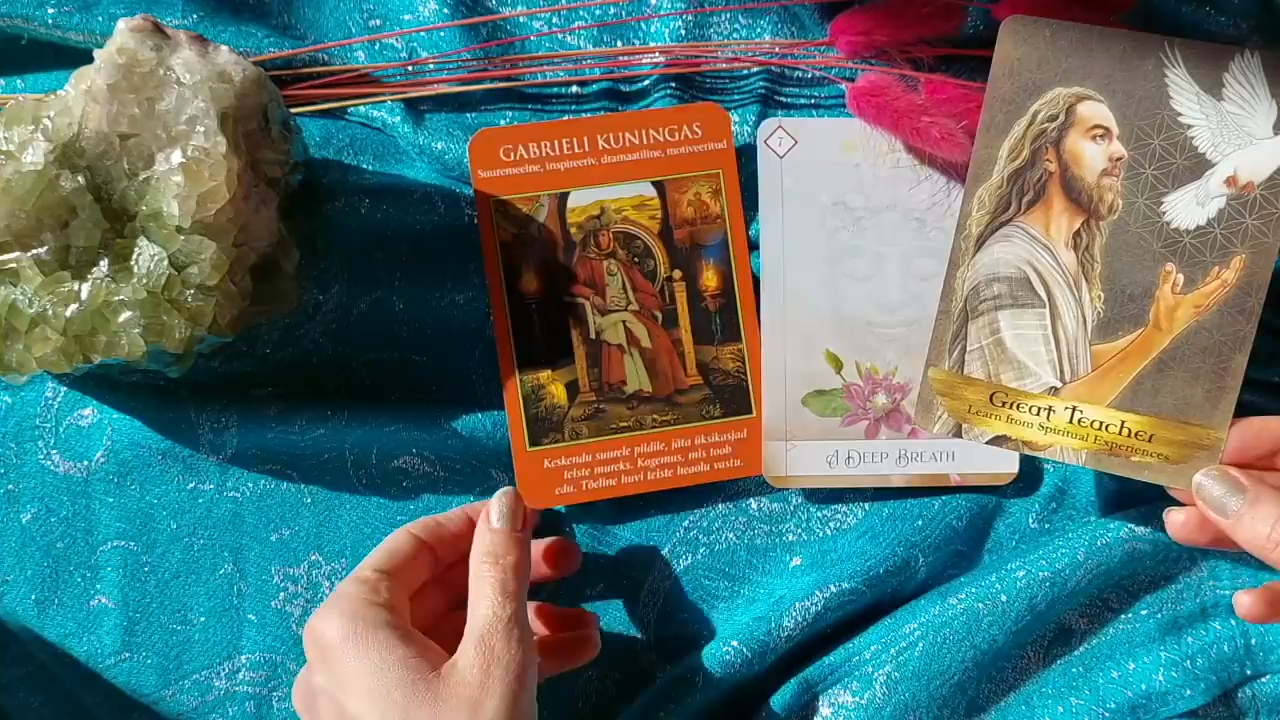 GABRIELI KUNINGAS
Suuremeelne, inspireeriv, dramaatiline, motiveeritud
Keskendu suurele pildile, jäta üksikasjad
teiste mureks. Kogemus, mis toob
edu. Tõeline huvi teiste heaolu vastu.
7
A DEEP BREATH
Great Teacher
Learn from Spiritual Experiences